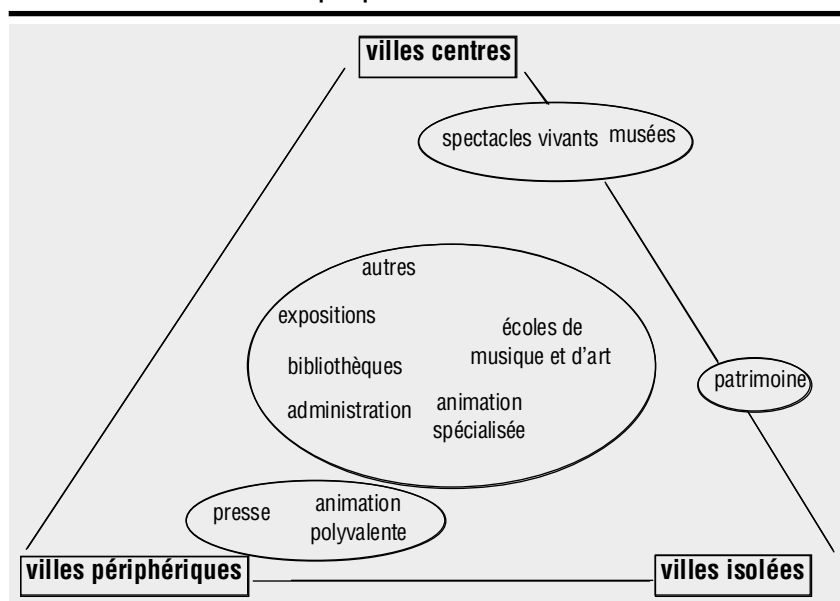 villes centres
spectacles vivants musées
autres
expositions
écoles de
musique et d'art
bibliothèques
patrimoine
administration
animation
spécialisée
presse
animation
polyvalente
villes périphériques
villes isolées